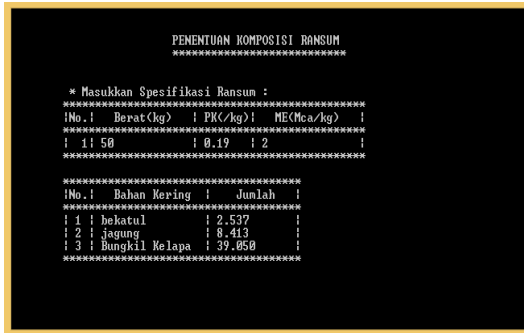 PENENTUAN KOMPOSISI RANSUM
***************************
* Masukkan Spesifikasi Ransum :
***********************************************
|No.| Berat(kg) | PK(/kg)| ME(Mca/kg) |
***********************************************
| 1| 50 | 0.19 | 2 |
***********************************************
*************************************
|No.| Bahan Kering | Jumlah |
*************************************
| 1 | bekatul | 2.537 |
| 2 | jagung | 8.413 |
| 3 | Bungkil Kelapa | 39.050 |
*************************************